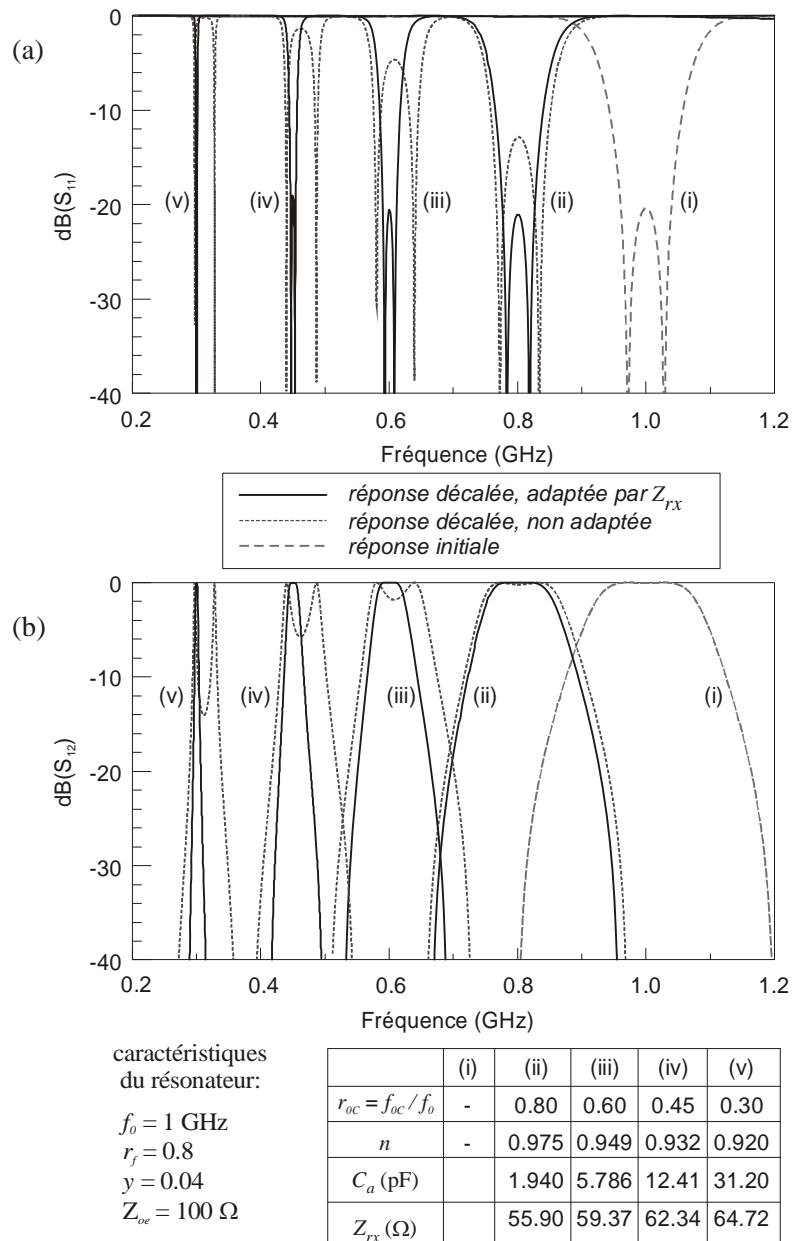 (a)
0
-10
-20
-30
-40
dB(S11)
(v)
(iv)
(iii)
(ii)
(i)
0.2
0.4
0.6
0.8
1.0
1.2
Fréquence (GHz)
réponse décalée, adaptée par Zrx
réponse décalée, non adaptée
réponse initiale
(b)
0
-10
-20
-30
-40
dB(S12)
(v)
(iv)
(iii)
(ii)
(i)
0.2
0.4
0.6
0.8
1.0
1.2
Fréquence (GHz)
caractéristiques
du résonateur:
f0 = 1 GHz
rf = 0.8
y = 0.04
Zoe = 100 Ω
(i) (ii) (iii) (iv) (v)
r0C = f0C / f0 - 0.80 0.60 0.45 0.30
n - 0.975 0.949 0.932 0.920
Ca (pF) 1.940 5.786 12.41 31.20
Zrx (Ω) 55.90 59.37 62.34 64.72